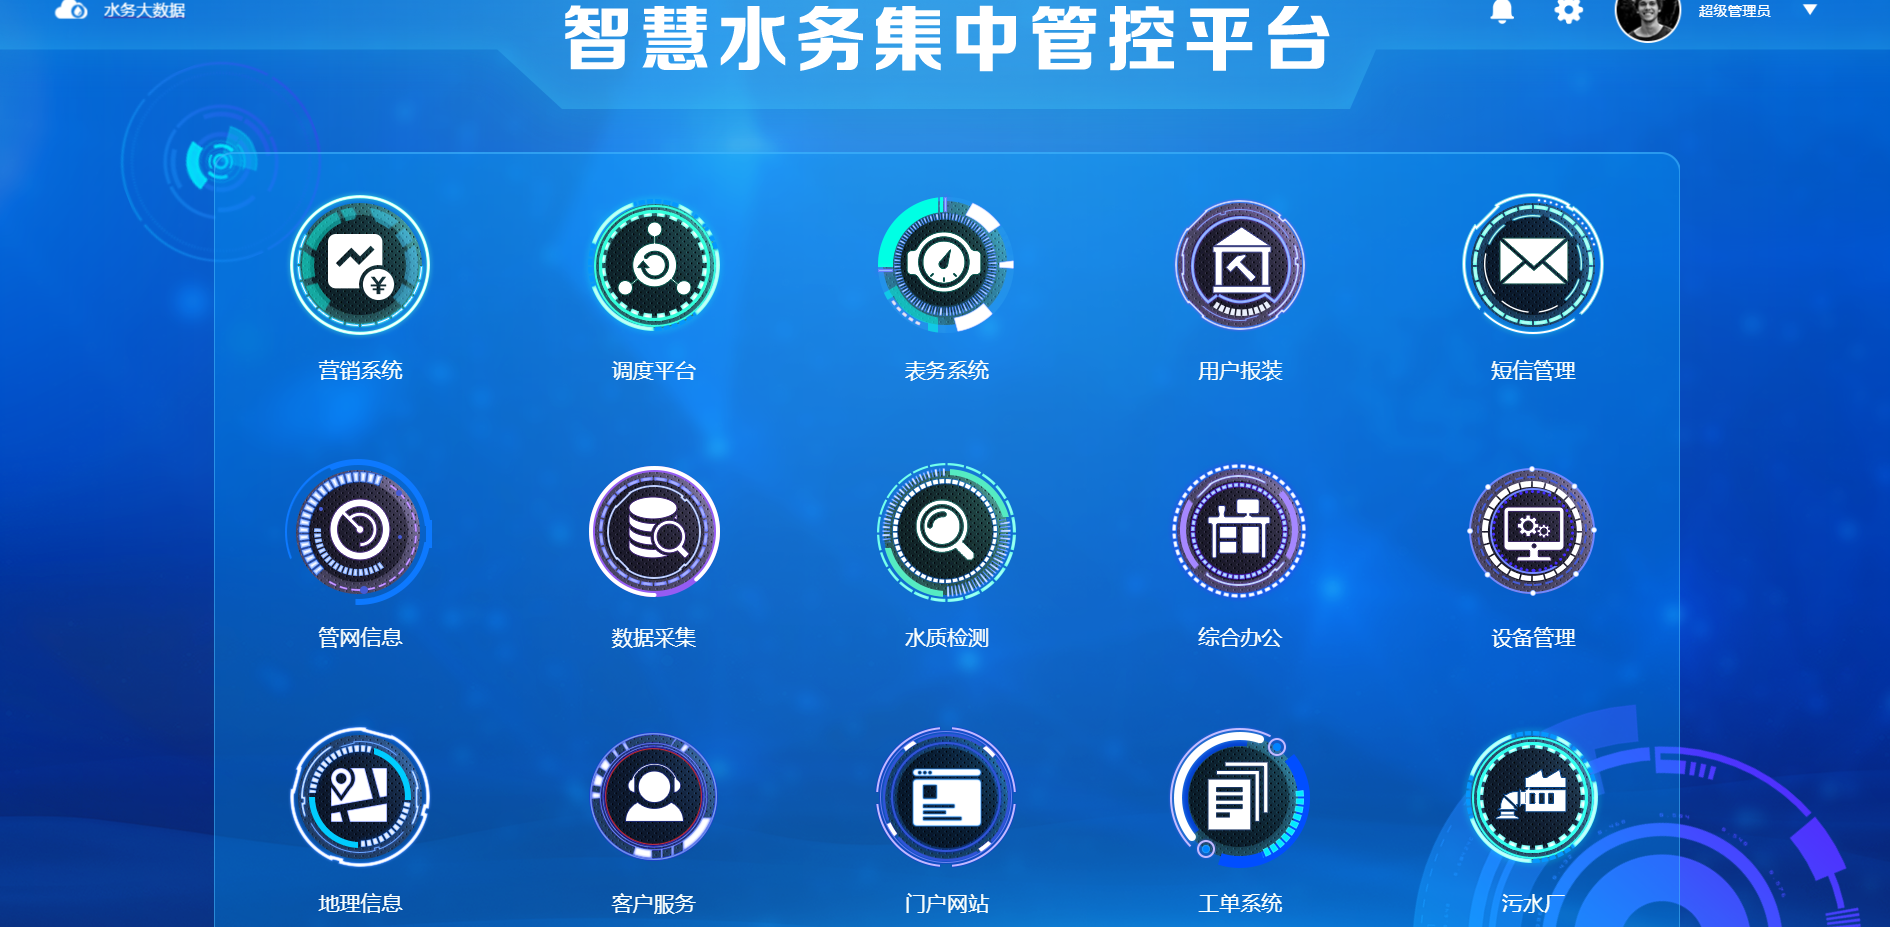 水务大数据
智慧水务集中管控平台
超级管理员
营销系统
调度平台
表务系统
用户报装
短信管理
管网信息
数据采集
水质检测
综合办公
设备管理
地理信息
客户服务
门户网站
工单系统
污水厂